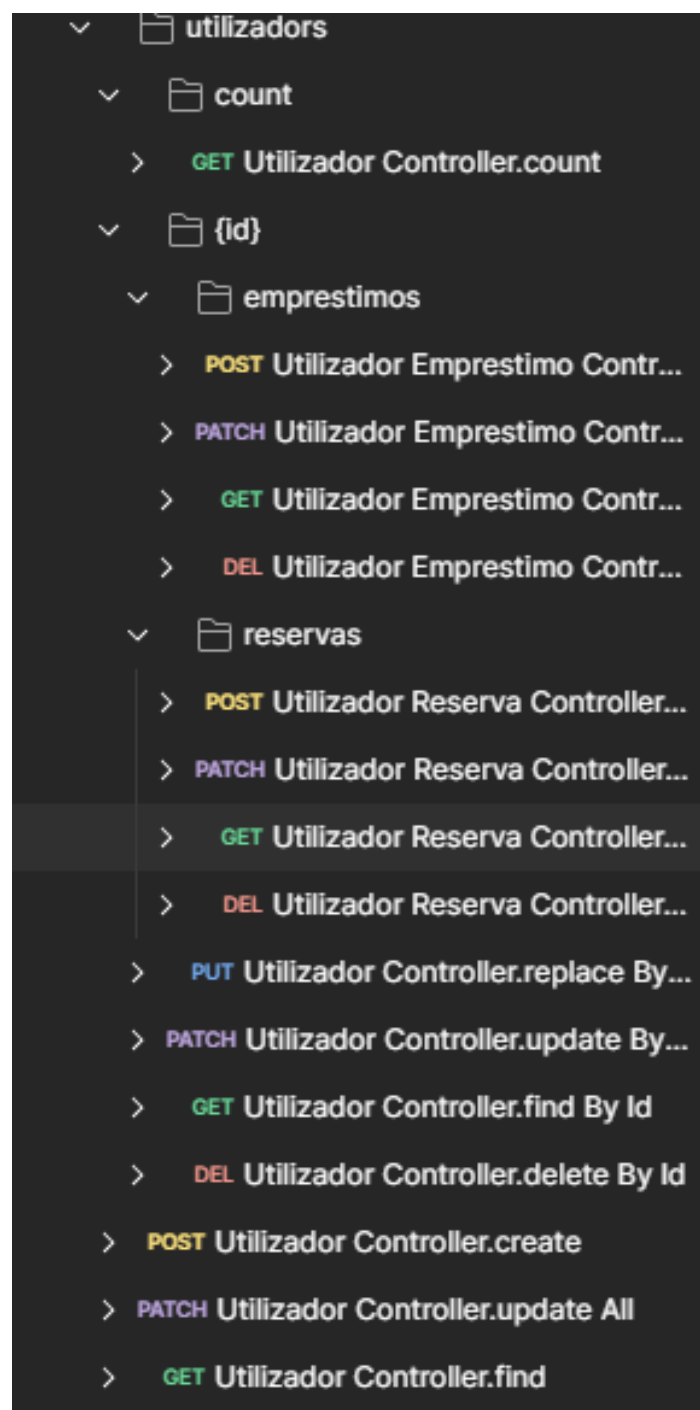 utilizadors
count
GET Utilizador Controller.count
{id}
emprestimos
POST Utilizador Emprestimo Contr...
PATCH Utilizador Emprestimo Contr...
GET Utilizador Emprestimo Contr...
DEL Utilizador Emprestimo Contr...
reservas
POST Utilizador Reserva Controller...
PATCH Utilizador Reserva Controller...
GET Utilizador Reserva Controller...
DEL Utilizador Reserva Controller...
PUT Utilizador Controller.replace By...
PATCH Utilizador Controller.update By...
GET Utilizador Controller.find By Id
DEL Utilizador Controller.delete By Id
POST Utilizador Controller.create
PATCH Utilizador Controller.update All
GET Utilizador Controller.find